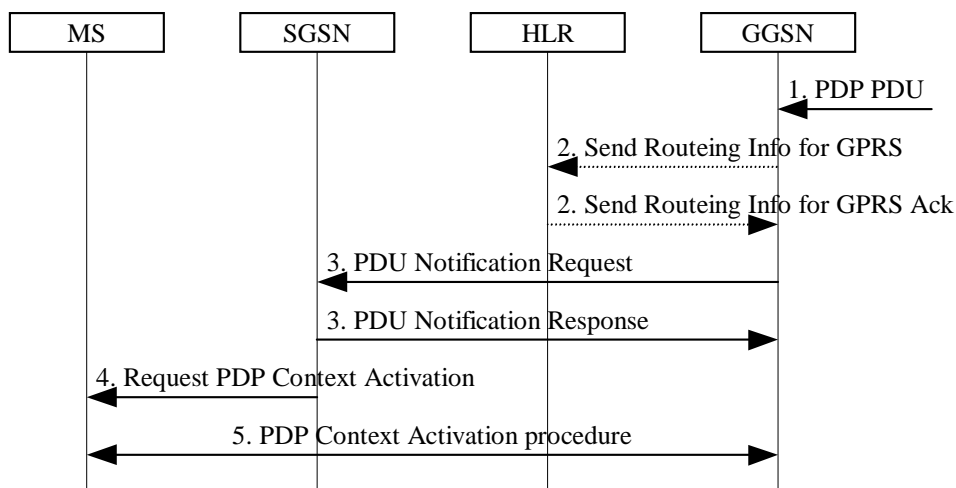 MS
SGSN
HLR
GGSN
1. PDP PDU
2. Send Routeing Info for GPRS
2. Send Routeing Info for GPRS Ack
3. PDU Notification Request
3. PDU Notification Response
4. Request PDP Context Activation
5. PDP Context Activation procedure